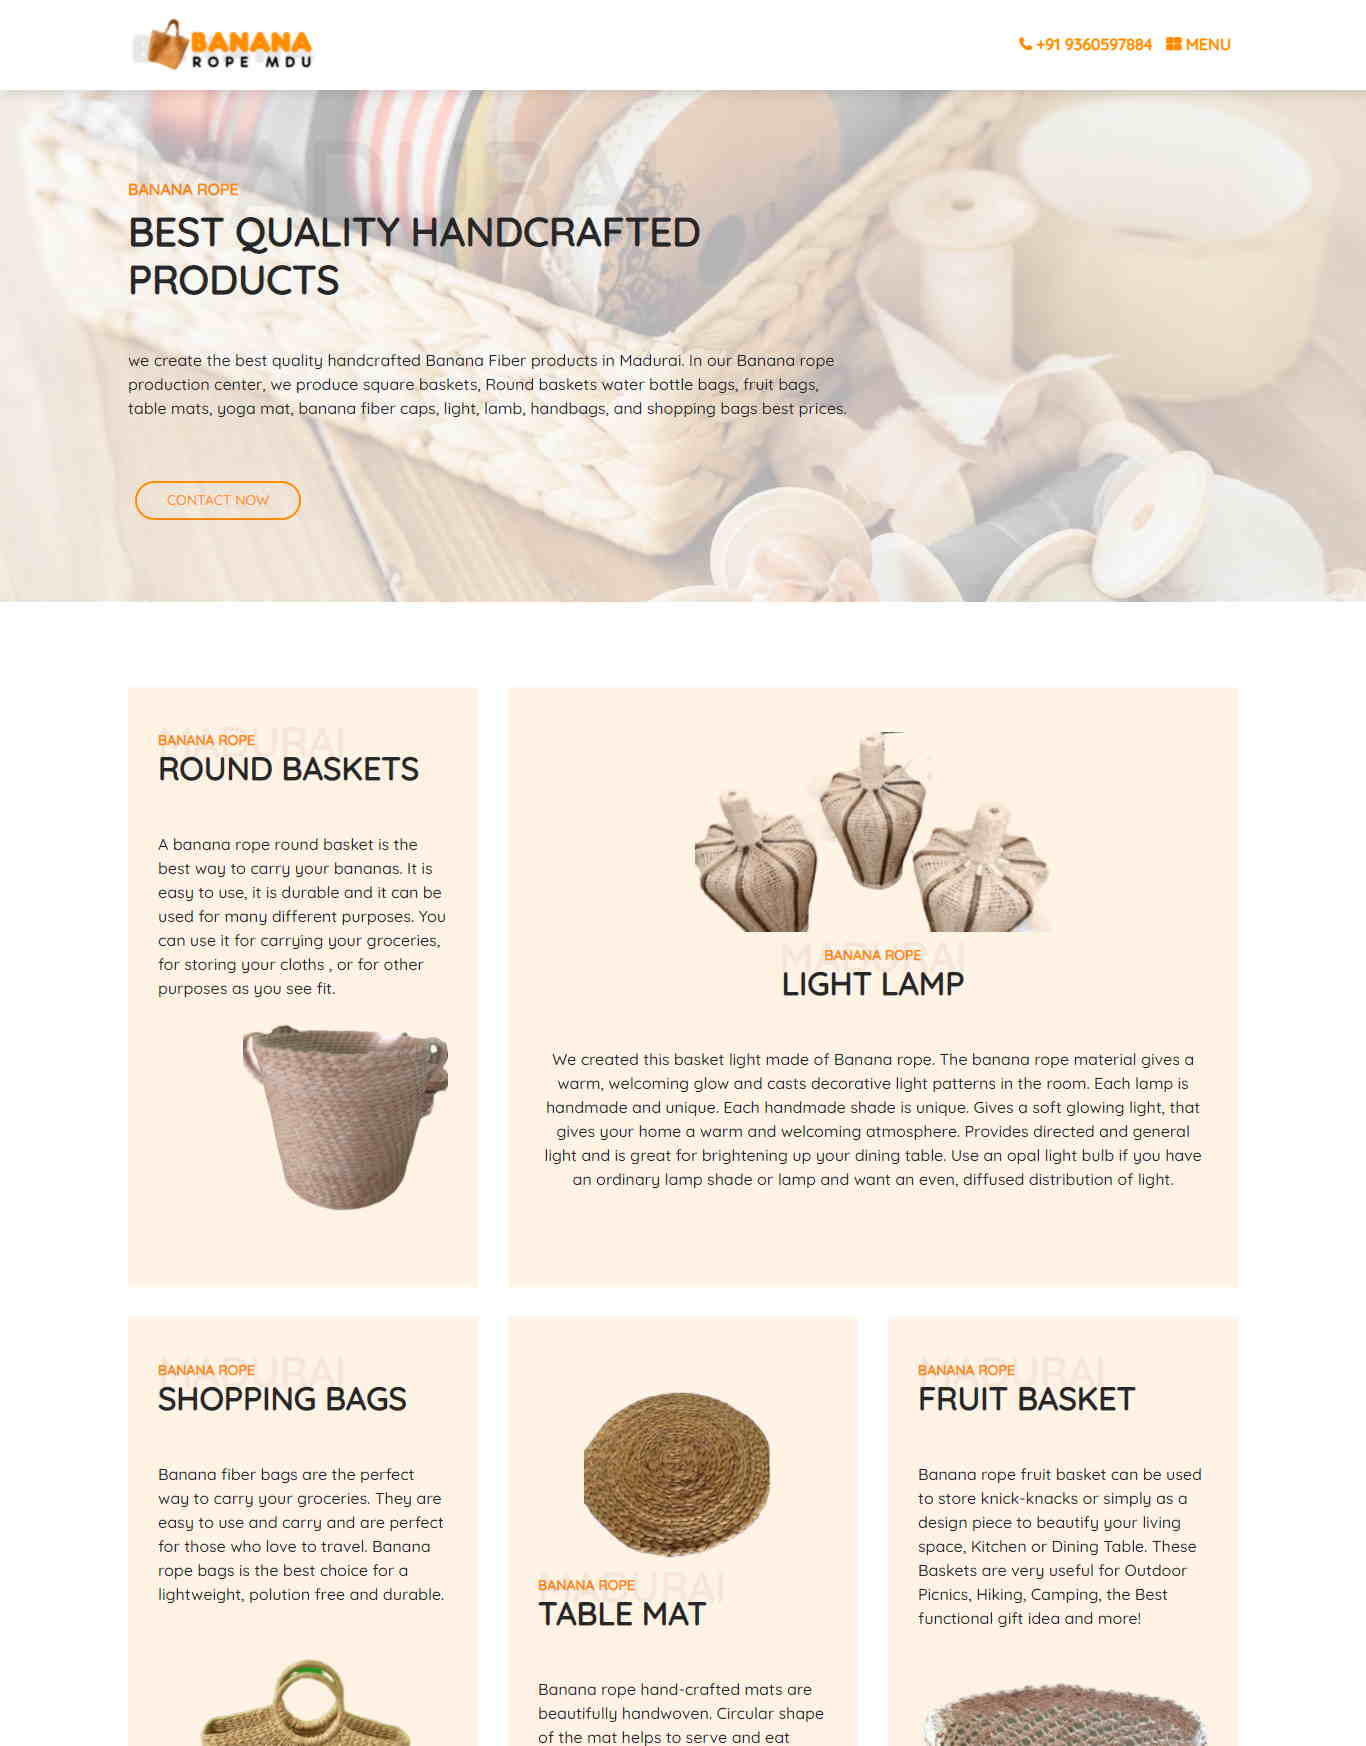 BANANA
ROPE MDU
+91 9360597884
MENU
MADURAI
BANANA ROPE
BEST QUALITY HANDCRAFTED
PRODUCTS
we create the best quality handcrafted Banana Fiber products in Madurai. In our Banana rope
production center, we produce square baskets, Round baskets water bottle bags, fruit bags,
table mats, yoga mat, banana fiber caps, light, lamb, handbags, and shopping bags best prices.
CONTACT NOW
MADURAI
BANANA ROPE
ROUND BASKETS
A banana rope round basket is the
best way to carry your bananas. It is
easy to use, it is durable and it can be
used for many different purposes. You
can use it for carrying your groceries,
for storing your cloths , or for other
purposes as you see fit.
MADURAI
BANANA ROPE
LIGHT LAMP
We created this basket light made of Banana rope. The banana rope material gives a
warm, welcoming glow and casts decorative light patterns in the room. Each lamp is
handmade and unique. Each handmade shade is unique. Gives a soft glowing light, that
gives your home a warm and welcoming atmosphere. Provides directed and general
light and is great for brightening up your dining table. Use an opal light bulb if you have
an ordinary lamp shade or lamp and want an even, diffused distribution of light.
MADURAI
BANANA ROPE
SHOPPING BAGS
Banana fiber bags are the perfect
way to carry your groceries. They are
easy to use and carry and are perfect
for those who love to travel. Banana
rope bags is the best choice for a
lightweight, polution free and durable.
MADURAI
BANANA ROPE
TABLE MAT
Banana rope hand-crafted mats are
beautifully handwoven. Circular shape
of the mat helps to serve and eat
MADURAI
BANANA ROPE
FRUIT BASKET
Banana rope fruit basket can be used
to store knick-knacks or simply as a
design piece to beautify your living
space, Kitchen or Dining Table. These
Baskets are very useful for Outdoor
Picnics, Hiking, Camping, the Best
functional gift idea and more!